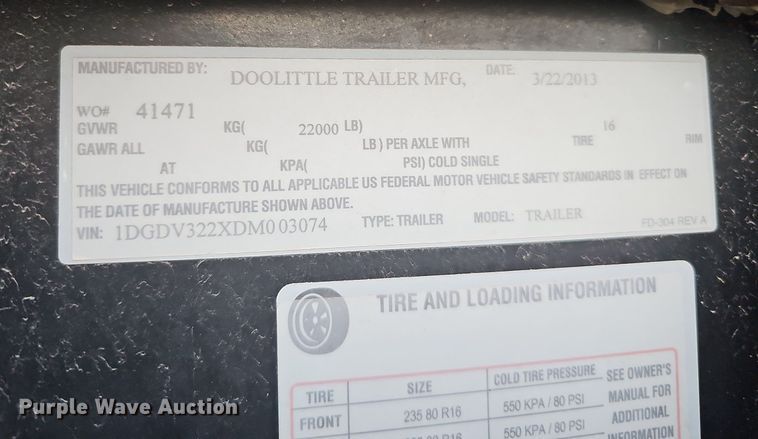 MANUFACTURED BY: DOOLITTLE TRAILER MFG, DATE: 3/22/2013
WO# 41471
GVWR KG( 22000 LB) 16
GAWR ALL KG( LB) PER AXLE WITH TIRE RIM
AT KPA( PSI) COLD SINGLE
THIS VEHICLE CONFORMS TO ALL APPLICABLE US FEDERAL MOTOR VEHICLE SAFETY STANDARDS IN EFFECT ON
THE DATE OF MANUFACTURE SHOWN ABOVE.
VIN: 1DGDV322XDM003074 TYPE: TRAILER MODEL: TRAILER FD-304 REV A
TIRE AND LOADING INFORMATION
TIRE SIZE COLD TIRE PRESSURE SEE OWNER'S
MANUAL FOR
FRONT 235 80 R16 550 KPA / 80 PSI ADDITIONAL
R16 550 KPA / 80 PSI INFORMATION
Purple Wave Auction